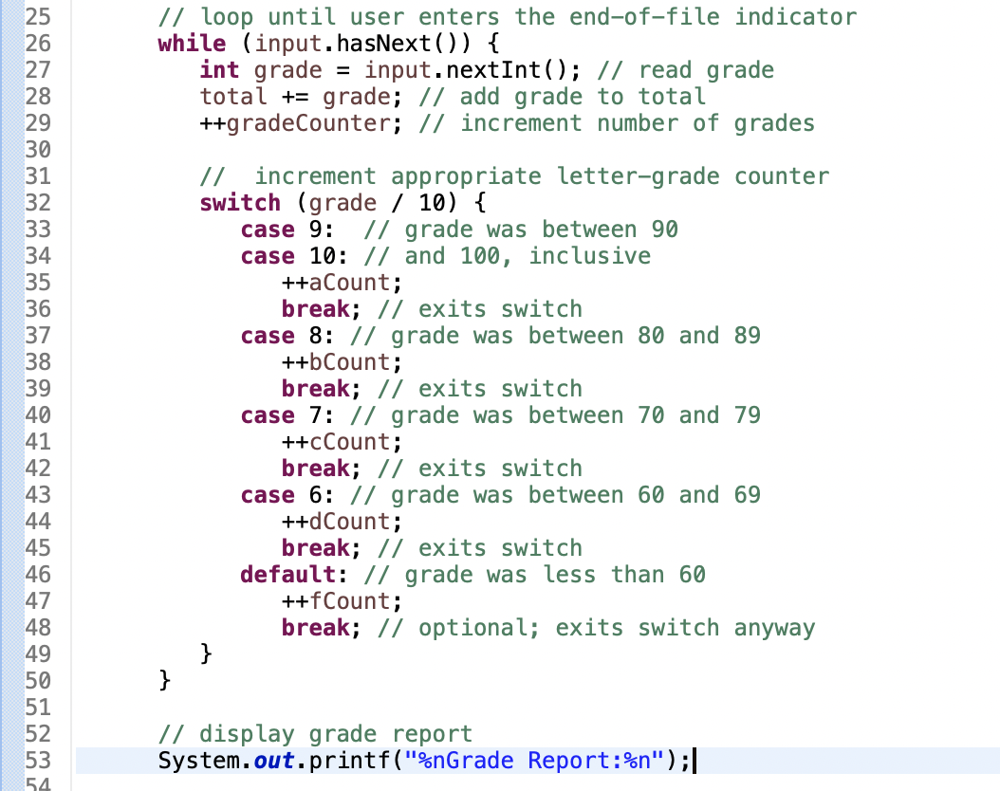 25 // loop until user enters the end-of-file indicator
26 while (input.hasNext()) {
27 int grade = input.nextInt(); // read grade
28 total += grade; // add grade to total
29 ++gradeCounter; // increment number of grades
30
31 //  increment appropriate letter-grade counter
32 switch (grade / 10) {
33 case 9:  // grade was between 90
34 case 10: // and 100, inclusive
35 ++aCount;
36 break; // exits switch
37 case 8: // grade was between 80 and 89
38 ++bCount;
39 break; // exits switch
40 case 7: // grade was between 70 and 79
41 ++cCount;
42 break; // exits switch
43 case 6: // grade was between 60 and 69
44 ++dCount;
45 break; // exits switch
46 default: // grade was less than 60
47 ++fCount;
48 break; // optional; exits switch anyway
49 }
50 }
51
52 // display grade report
53 System.out.printf("%nGrade Report:%n");
54